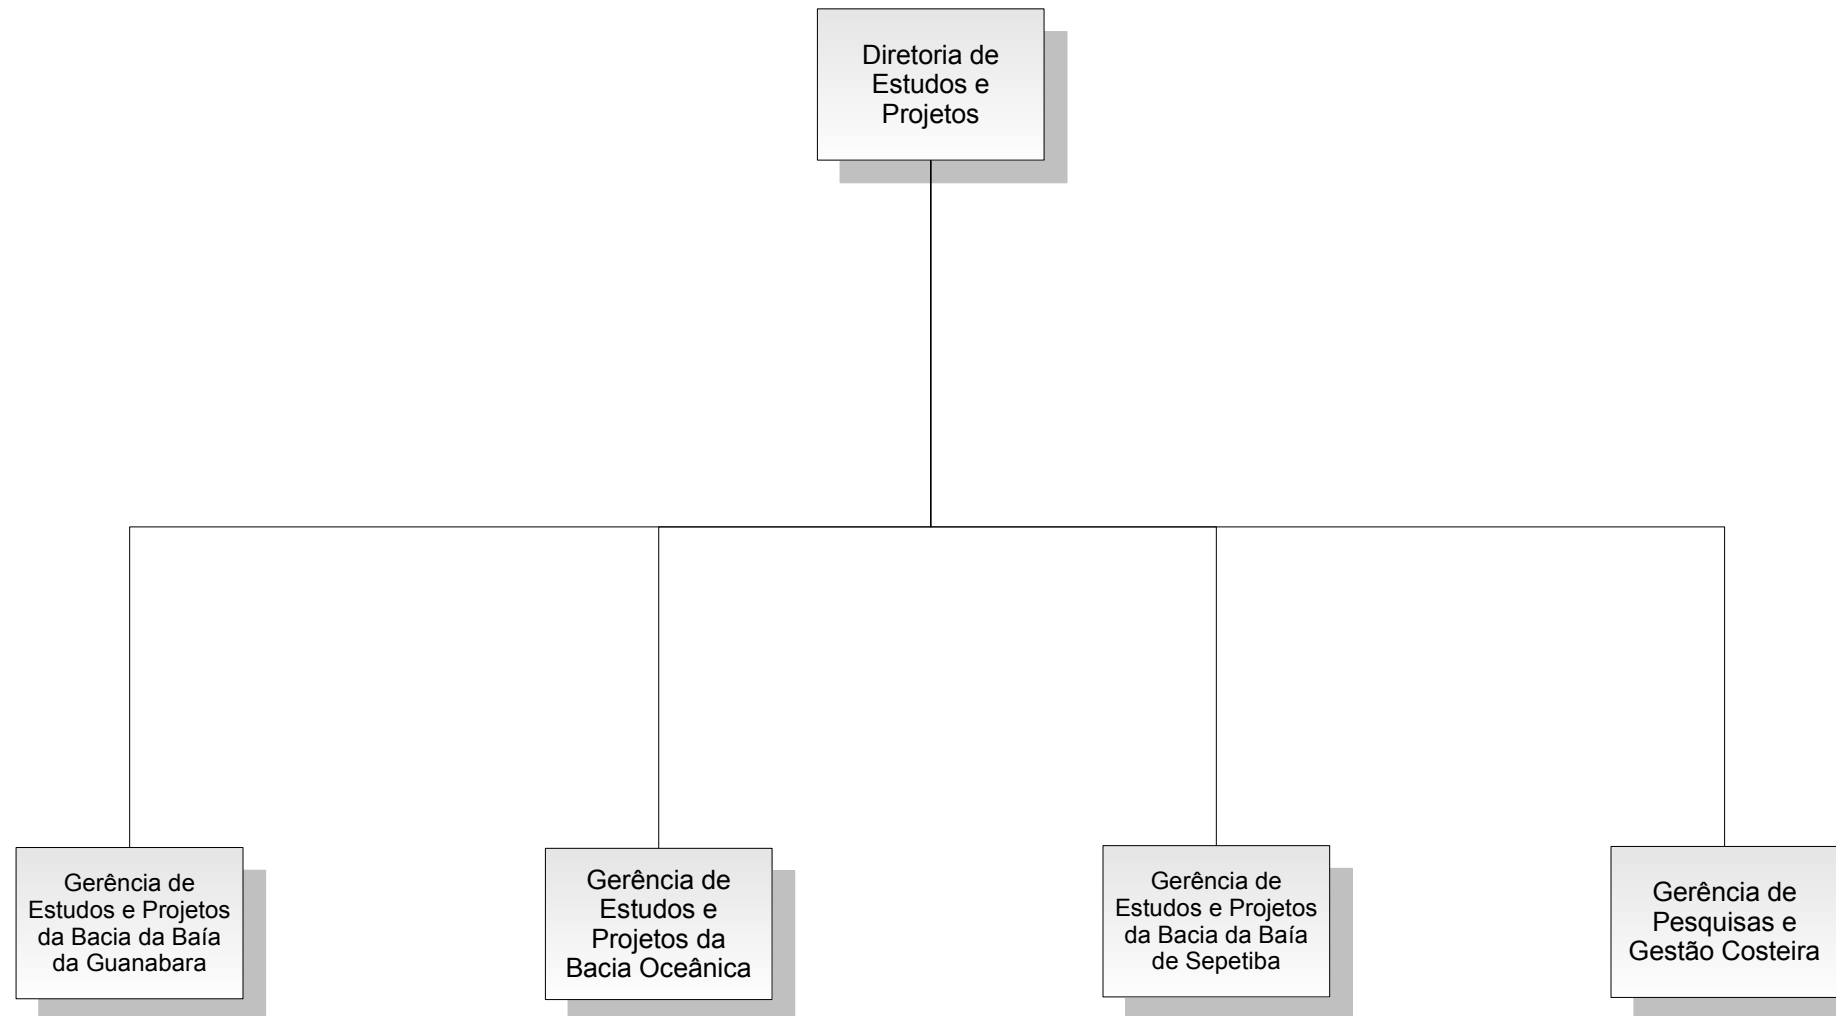 Diretoria de
Estudos e
Projetos
Gerência de
Estudos e Projetos
da Bacia da Baía
da Guanabara
Gerência de
Estudos e
Projetos da
Bacia Oceânica
Gerência de
Estudos e Projetos
da Bacia da Baía
de Sepetiba
Gerência de
Pesquisas e
Gestão Costeira